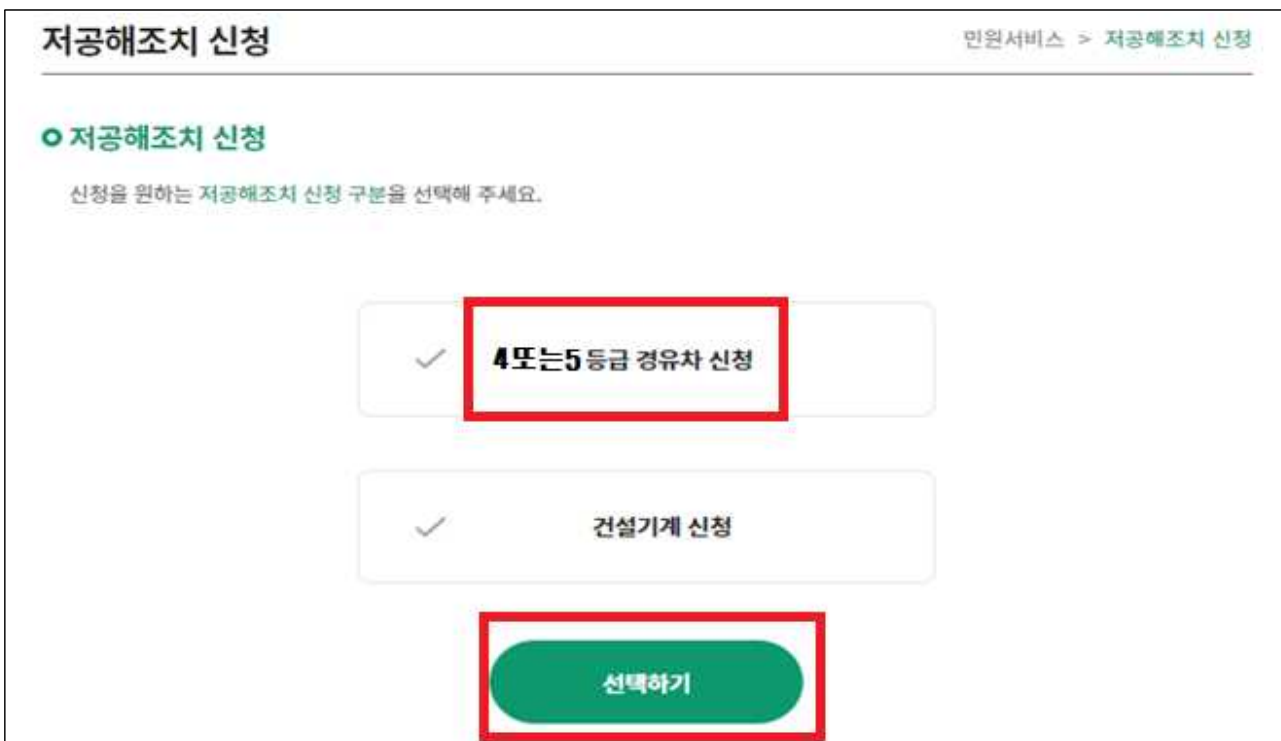 저공해조치 신청
민원서비스 > 저공해조치 신청
저공해조치 신청
신청을 원하는 저공해조치 신청 구분을 선택해 주세요.
4또는5 등급 경유차 신청
건설기계 신청
선택하기